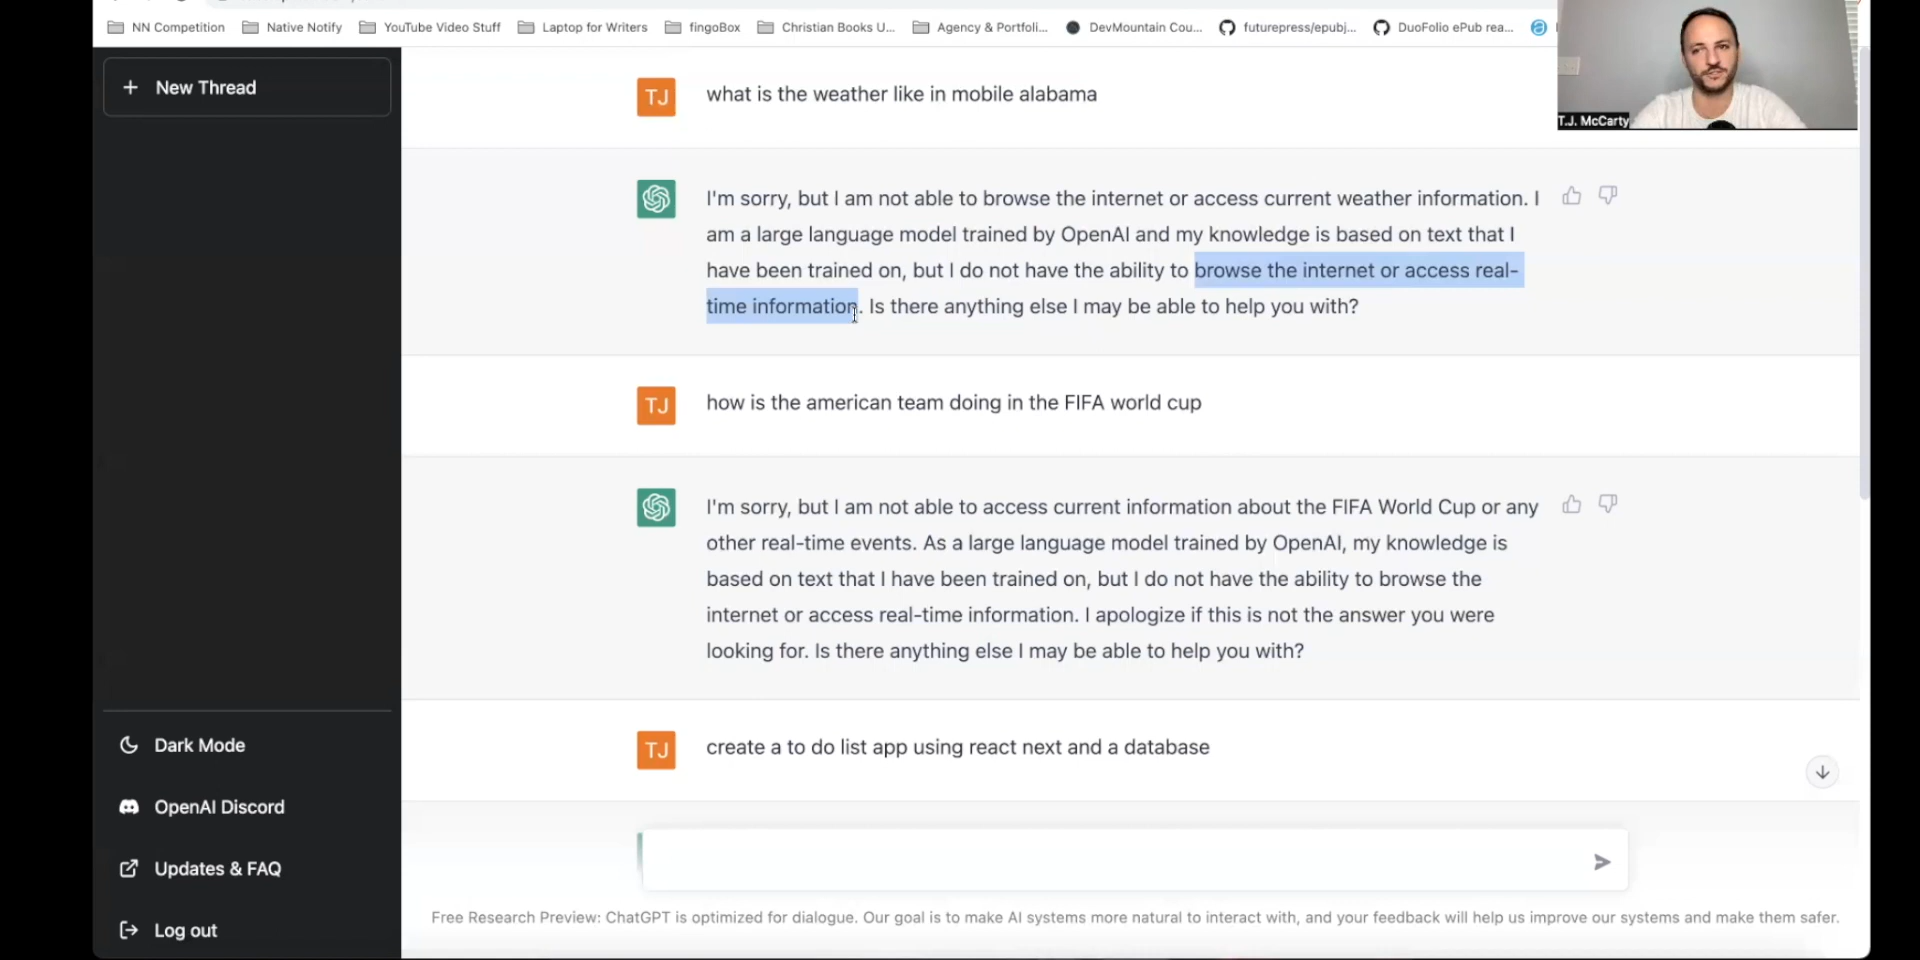 NN Competition Native Notify YouTube Video Stuff Laptop for Writers fingoBox Christian Books U... Agency & Portfoli... DevMountain Cou... futurepress/epubj... DuoFolio ePub rea...
New Thread
TJ what is the weather like in mobile alabama
T.J. McCarty
I'm sorry, but I am not able to browse the internet or access current weather information. I
am a large language model trained by OpenAI and my knowledge is based on text that I
have been trained on, but I do not have the ability to browse the internet or access real-
time information. Is there anything else I may be able to help you with?
TJ how is the american team doing in the FIFA world cup
I'm sorry, but I am not able to access current information about the FIFA World Cup or any
other real-time events. As a large language model trained by OpenAI, my knowledge is
based on text that I have been trained on, but I do not have the ability to browse the
internet or access real-time information. I apologize if this is not the answer you were
looking for. Is there anything else I may be able to help you with?
TJ create a to do list app using react next and a database
Dark Mode
OpenAI Discord
Updates & FAQ
Log out
Free Research Preview: ChatGPT is optimized for dialogue. Our goal is to make AI systems more natural to interact with, and your feedback will help us improve our systems and make them safer.